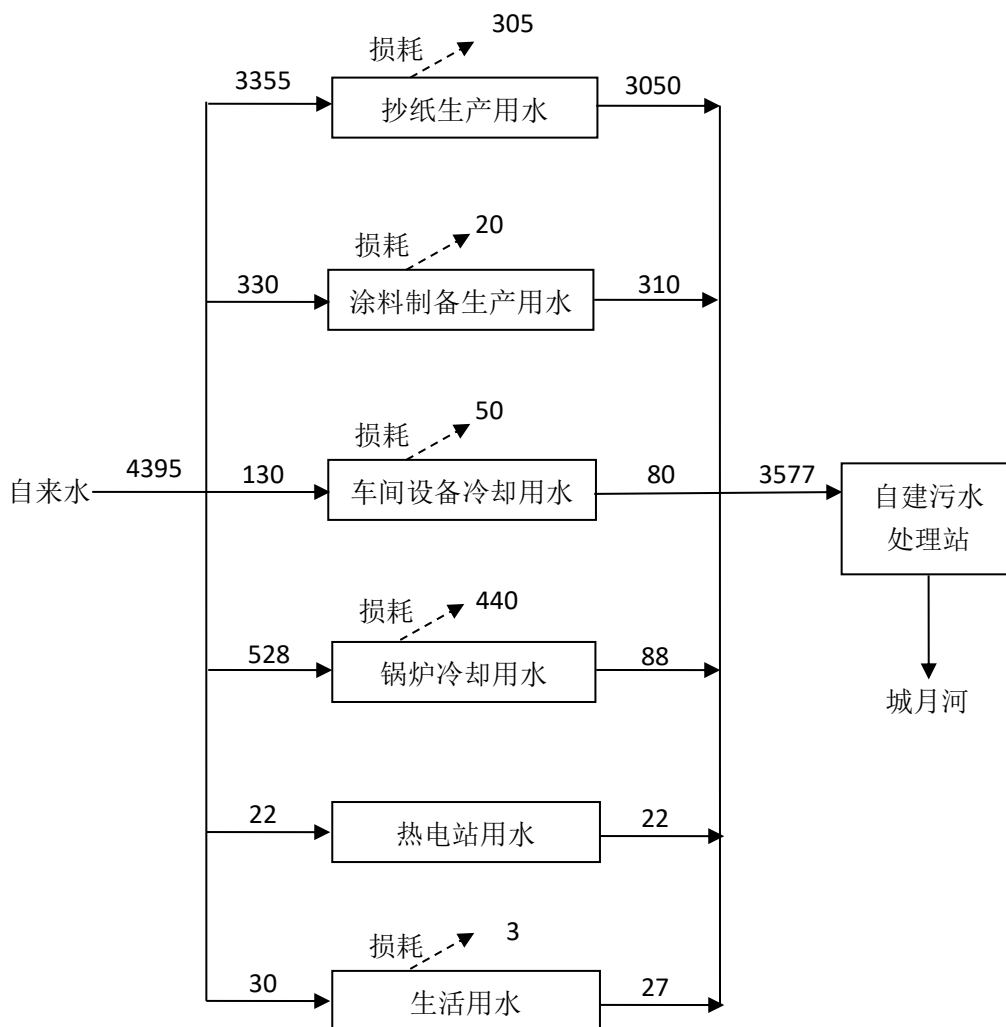 305
损耗
3355
3050
抄纸生产用水
20
损耗
330
310
涂料制备生产用水
50
损耗
4395
130
80
3577
自来水
车间设备冷却用水
自建污水
处理站
440
损耗
528
88
锅炉冷却用水
城月河
22
22
热电站用水
3
损耗
30
27
生活用水